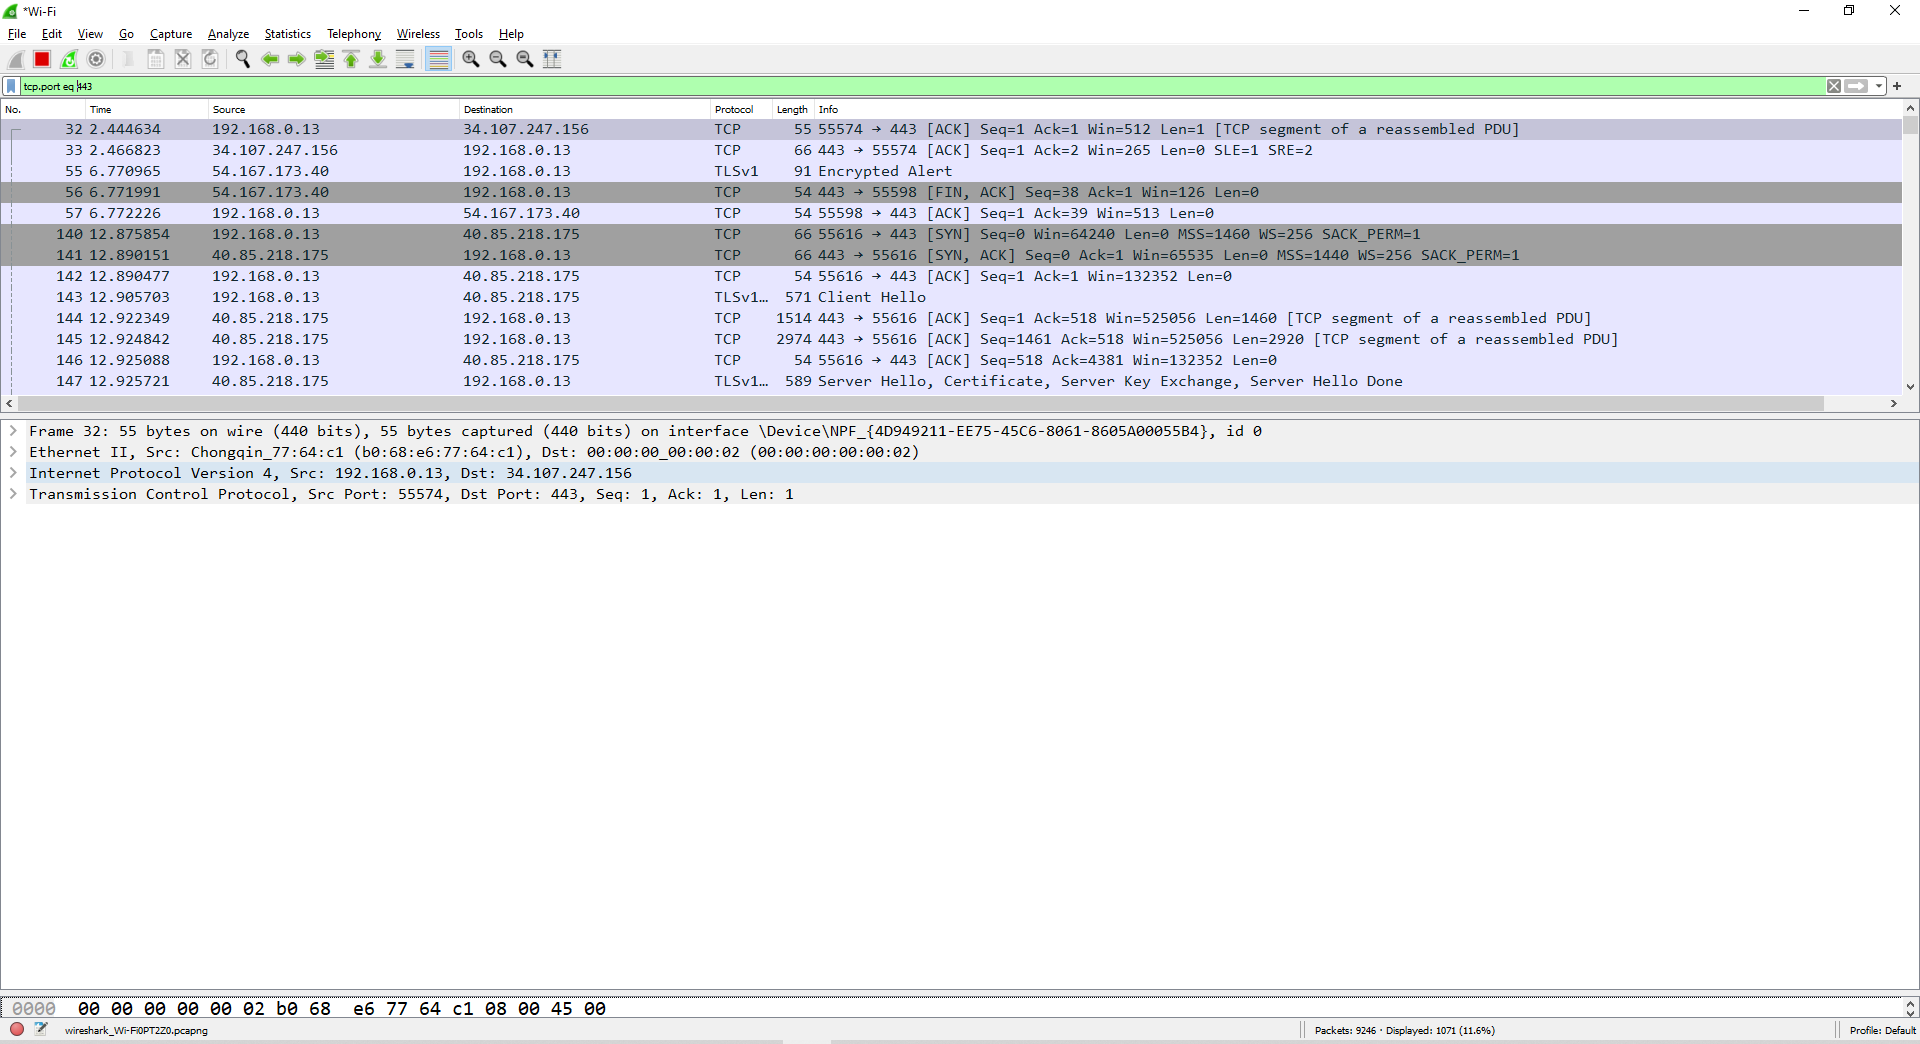 *Wi-Fi
File Edit View Go Capture Analyze Statistics Telephony Wireless Tools Help
tcp.port eq 443
No. Time Source Destination Protocol Length Info
32 2.444634 192.168.0.13 34.107.247.156 TCP 55 55574 → 443 [ACK] Seq=1 Ack=1 Win=512 Len=1 [TCP segment of a reassembled PDU]
33 2.466823 34.107.247.156 192.168.0.13 TCP 66 443 → 55574 [ACK] Seq=1 Ack=2 Win=265 Len=0 SLE=1 SRE=2
55 6.770965 54.167.173.40 192.168.0.13 TLSv1 91 Encrypted Alert
56 6.771991 54.167.173.40 192.168.0.13 TCP 54 443 → 55598 [FIN, ACK] Seq=38 Ack=1 Win=126 Len=0
57 6.772226 192.168.0.13 54.167.173.40 TCP 54 55598 → 443 [ACK] Seq=1 Ack=39 Win=513 Len=0
140 12.875854 192.168.0.13 40.85.218.175 TCP 66 55616 → 443 [SYN] Seq=0 Win=64240 Len=0 MSS=1460 WS=256 SACK_PERM=1
141 12.890151 40.85.218.175 192.168.0.13 TCP 66 443 → 55616 [SYN, ACK] Seq=0 Ack=1 Win=65535 Len=0 MSS=1440 WS=256 SACK_PERM=1
142 12.890477 192.168.0.13 40.85.218.175 TCP 54 55616 → 443 [ACK] Seq=1 Ack=1 Win=132352 Len=0
143 12.905703 192.168.0.13 40.85.218.175 TLSv1… 571 Client Hello
144 12.922349 40.85.218.175 192.168.0.13 TCP 1514 443 → 55616 [ACK] Seq=1 Ack=518 Win=525056 Len=1460 [TCP segment of a reassembled PDU]
145 12.924842 40.85.218.175 192.168.0.13 TCP 2974 443 → 55616 [ACK] Seq=1461 Ack=518 Win=525056 Len=2920 [TCP segment of a reassembled PDU]
146 12.925088 192.168.0.13 40.85.218.175 TCP 54 55616 → 443 [ACK] Seq=518 Ack=4381 Win=132352 Len=0
147 12.925721 40.85.218.175 192.168.0.13 TLSv1… 589 Server Hello, Certificate, Server Key Exchange, Server Hello Done
Frame 32: 55 bytes on wire (440 bits), 55 bytes captured (440 bits) on interface \Device\NPF_{4D949211-EE75-45C6-8061-8605A00055B4}, id 0
Ethernet II, Src: Chongqin_77:64:c1 (b0:68:e6:77:64:c1), Dst: 00:00:00_00:00:02 (00:00:00:00:00:02)
Internet Protocol Version 4, Src: 192.168.0.13, Dst: 34.107.247.156
Transmission Control Protocol, Src Port: 55574, Dst Port: 443, Seq: 1, Ack: 1, Len: 1
0000 00 00 00 00 00 02 b0 68 e6 77 64 c1 08 00 45 00
wireshark_Wi-Fi0PT2Z0.pcapng Packets: 9246 · Displayed: 1071 (11.6%) Profile: Default